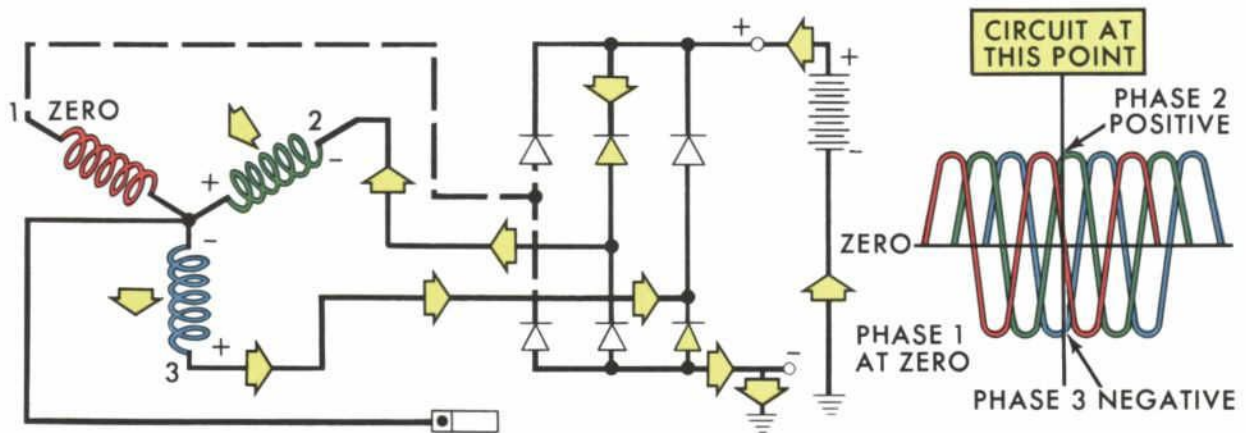 1 ZERO
2
-
+
-
+
3
+
+
-
-
CIRCUIT AT
THIS POINT
PHASE 2
POSITIVE
ZERO
PHASE 1
AT ZERO
PHASE 3 NEGATIVE